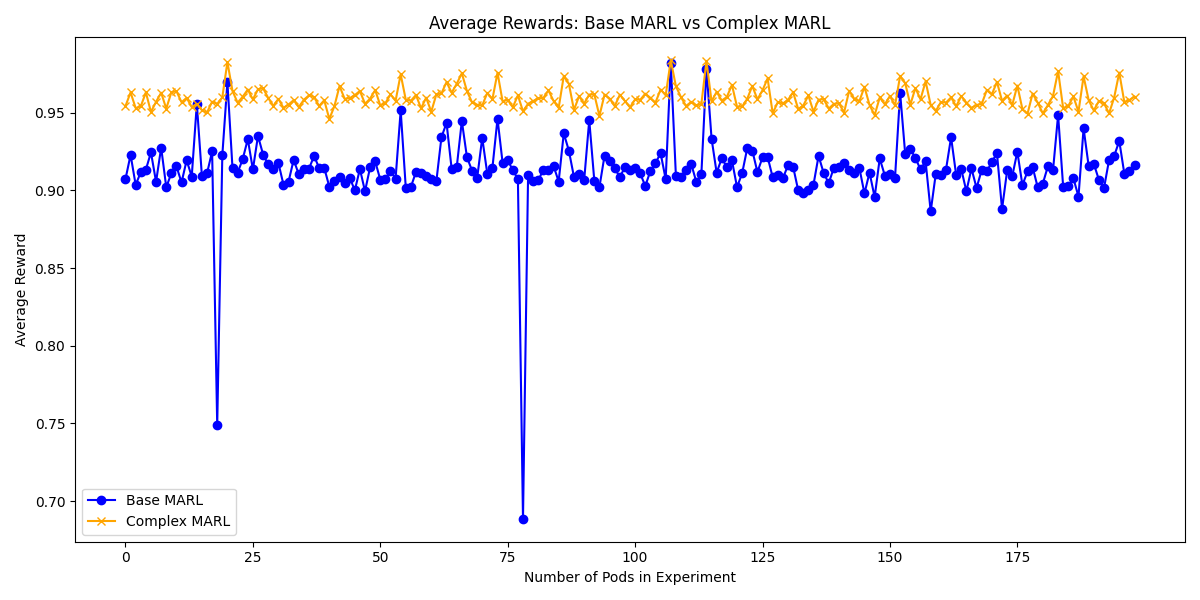 Average Rewards: Base MARL vs Complex MARL
Average Reward
0.95
0.90
0.85
0.80
0.75
0.70
Base MARL
Complex MARL
0 25 50 75 100 125 150 175
Number of Pods in Experiment